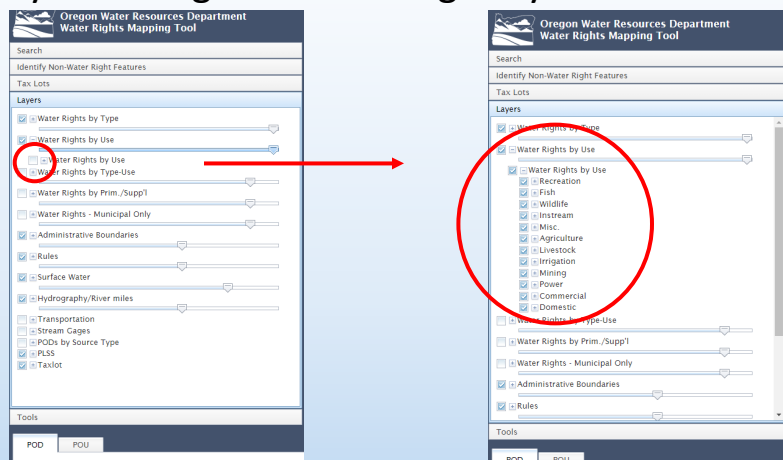 Oregon Water Resources Department
Water Rights Mapping Tool
Search
Identify Non-Water Right Features
Tax Lots
Layers
Water Rights by Type
Water Rights by Use
Water Rights by Use
Water Rights by Type-Use
Water Rights by Prim./Supp'l
Water Rights - Municipal Only
Administrative Boundaries
Rules
Surface Water
Hydrography/River miles
Transportation
Stream Gages
PODs by Source Type
PLSS
Taxlot
Tools
POD POU
Oregon Water Resources Department
Water Rights Mapping Tool
Search
Identify Non-Water Right Features
Tax Lots
Layers
Water Rights by Type
Water Rights by Use
Water Rights by Use
Recreation
Fish
Wildlife
Instream
Misc.
Agriculture
Livestock
Irrigation
Mining
Power
Commercial
Domestic
Water Rights by Type-Use
Water Rights by Prim./Supp'l
Water Rights - Municipal Only
Administrative Boundaries
Rules
Tools
POD POU